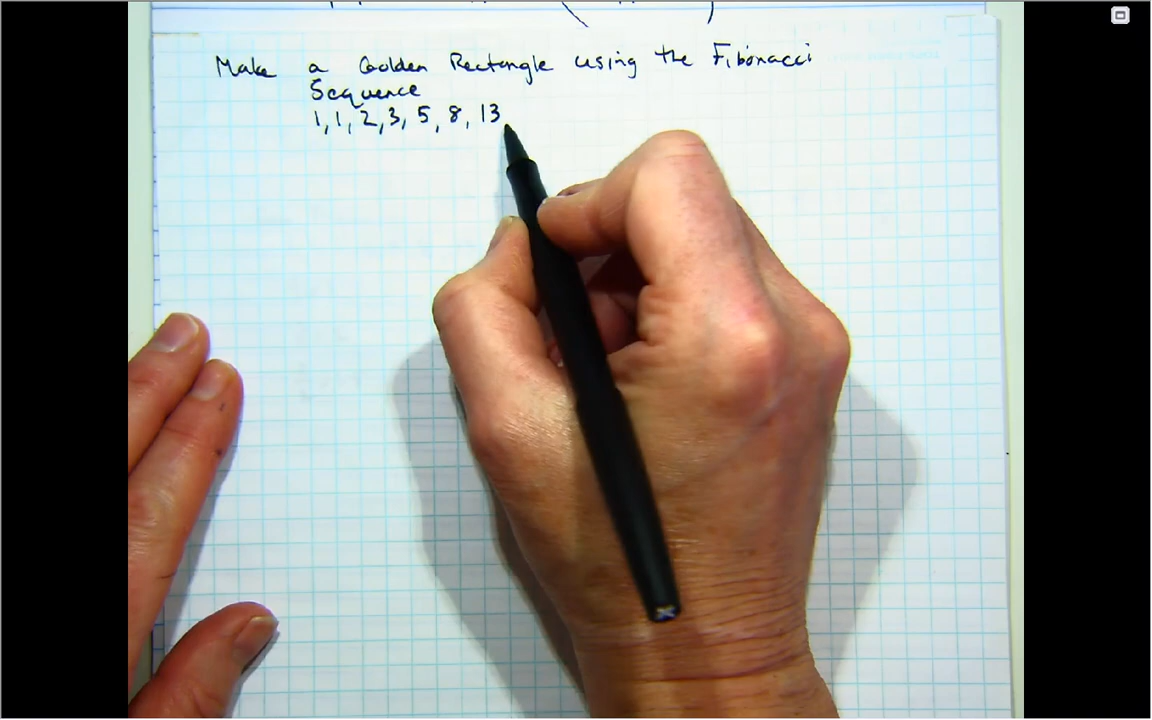 Make a Golden Rectangle using the Fibonacci
Sequence
1, 1, 2, 3, 5, 8, 13